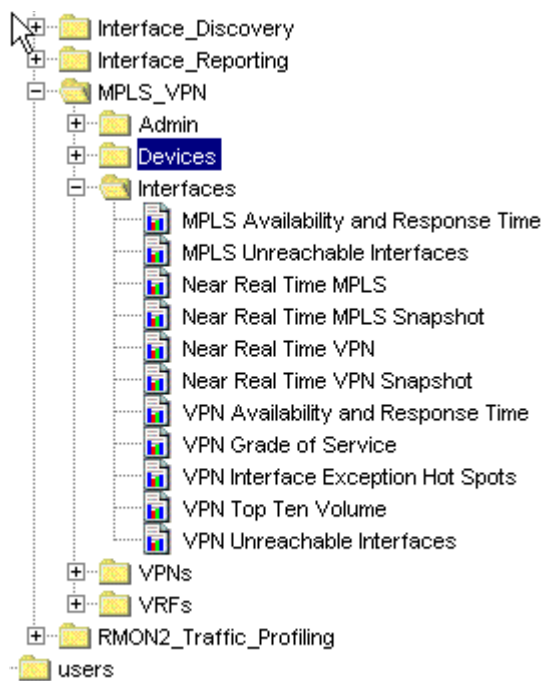 Interface_Discovery
Interface_Reporting
MPLS_VPN
Admin
Devices
Interfaces
MPLS Availability and Response Time
MPLS Unreachable Interfaces
Near Real Time MPLS
Near Real Time MPLS Snapshot
Near Real Time VPN
Near Real Time VPN Snapshot
VPN Availability and Response Time
VPN Grade of Service
VPN Interface Exception Hot Spots
VPN Top Ten Volume
VPN Unreachable Interfaces
VPNs
VRFs
RMON2_Traffic_Profiling
users